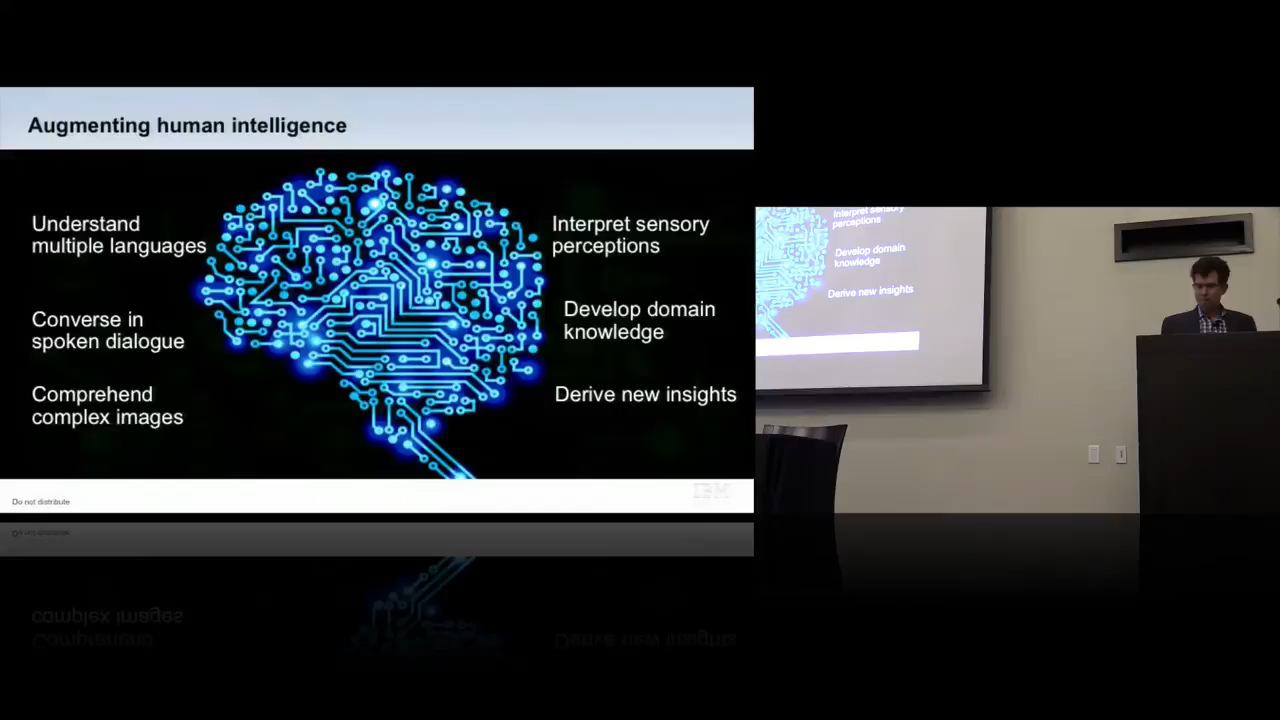 Augmenting human intelligence
Understand
multiple languages
Converse in
spoken dialogue
Comprehend
complex images
Interpret sensory
perceptions
Develop domain
knowledge
Derive new insights
Do not distribute
IBM
Interpret sensory
perceptions
Develop domain
knowledge
Derive new insights